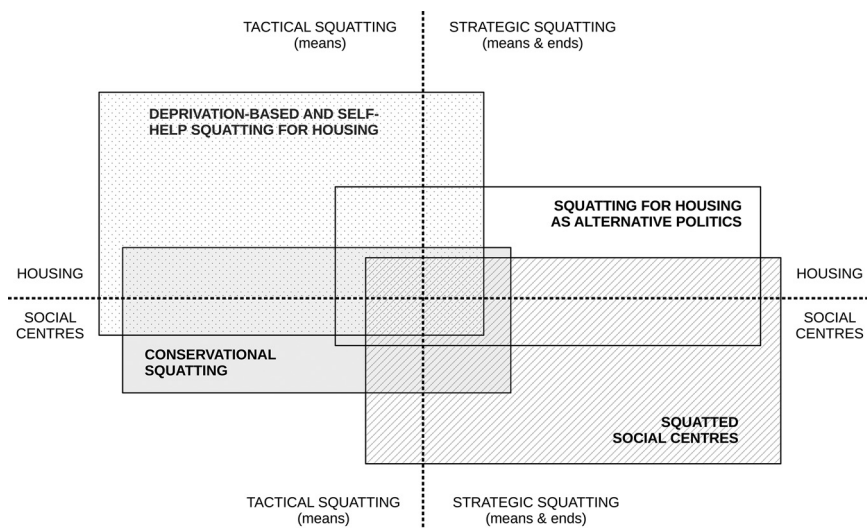 TACTICAL SQUATTING
(means)
STRATEGIC SQUATTING
(means & ends)
DEPRIVATION-BASED AND SELF-
HELP SQUATTING FOR HOUSING
SQUATTING FOR HOUSING
AS ALTERNATIVE POLITICS
HOUSING
HOUSING
SOCIAL
CENTRES
SOCIAL
CENTRES
CONSERVATIONAL
SQUATTING
SQUATTED
SOCIAL CENTRES
TACTICAL SQUATTING
(means)
STRATEGIC SQUATTING
(means & ends)